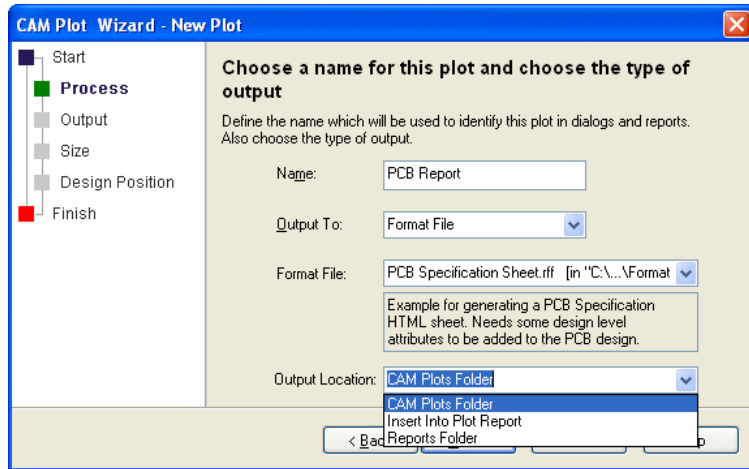 CAM Plot Wizard - New Plot
Start
Process
Output
Size
Design Position
Finish
Choose a name for this plot and choose the type of
output
Define the name which will be used to identify this plot in dialogs and reports.
Also choose the type of output.
Name:
PCB Report
Output To:
Format File
Format File:
PCB Specification Sheet.rff [in "C:\...\Format
Example for generating a PCB Specification
HTML sheet. Needs some design level
attributes to be added to the PCB design.
Output Location:
CAM Plots Folder
CAM Plots Folder
Insert Into Plot Report
Reports Folder